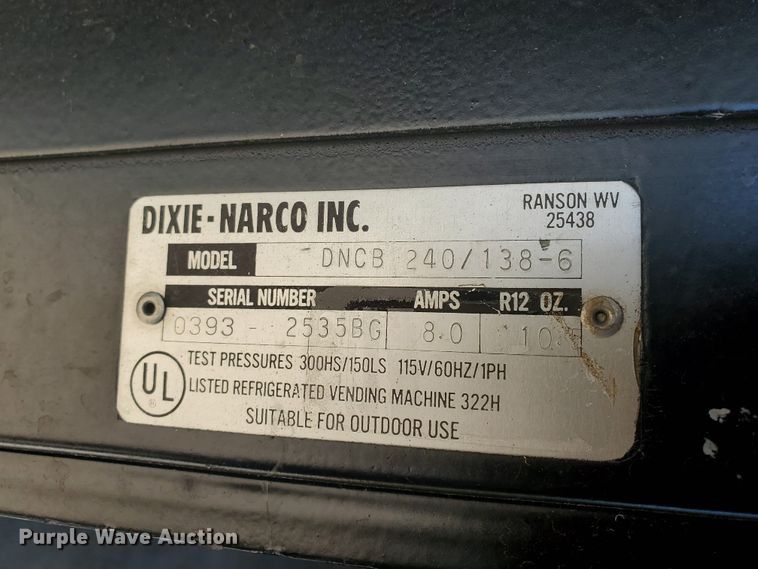 DIXIE-NARCO INC.
RANSON WV
25438
MODEL DNCB 240/138-6
SERIAL NUMBER AMPS R12 OZ.
0393 - 2535BG 8.0 10
TEST PRESSURES 300HS/150LS 115V/60HZ/1PH
UL
LISTED REFRIGERATED VENDING MACHINE 322H
SUITABLE FOR OUTDOOR USE
Purple Wave Auction